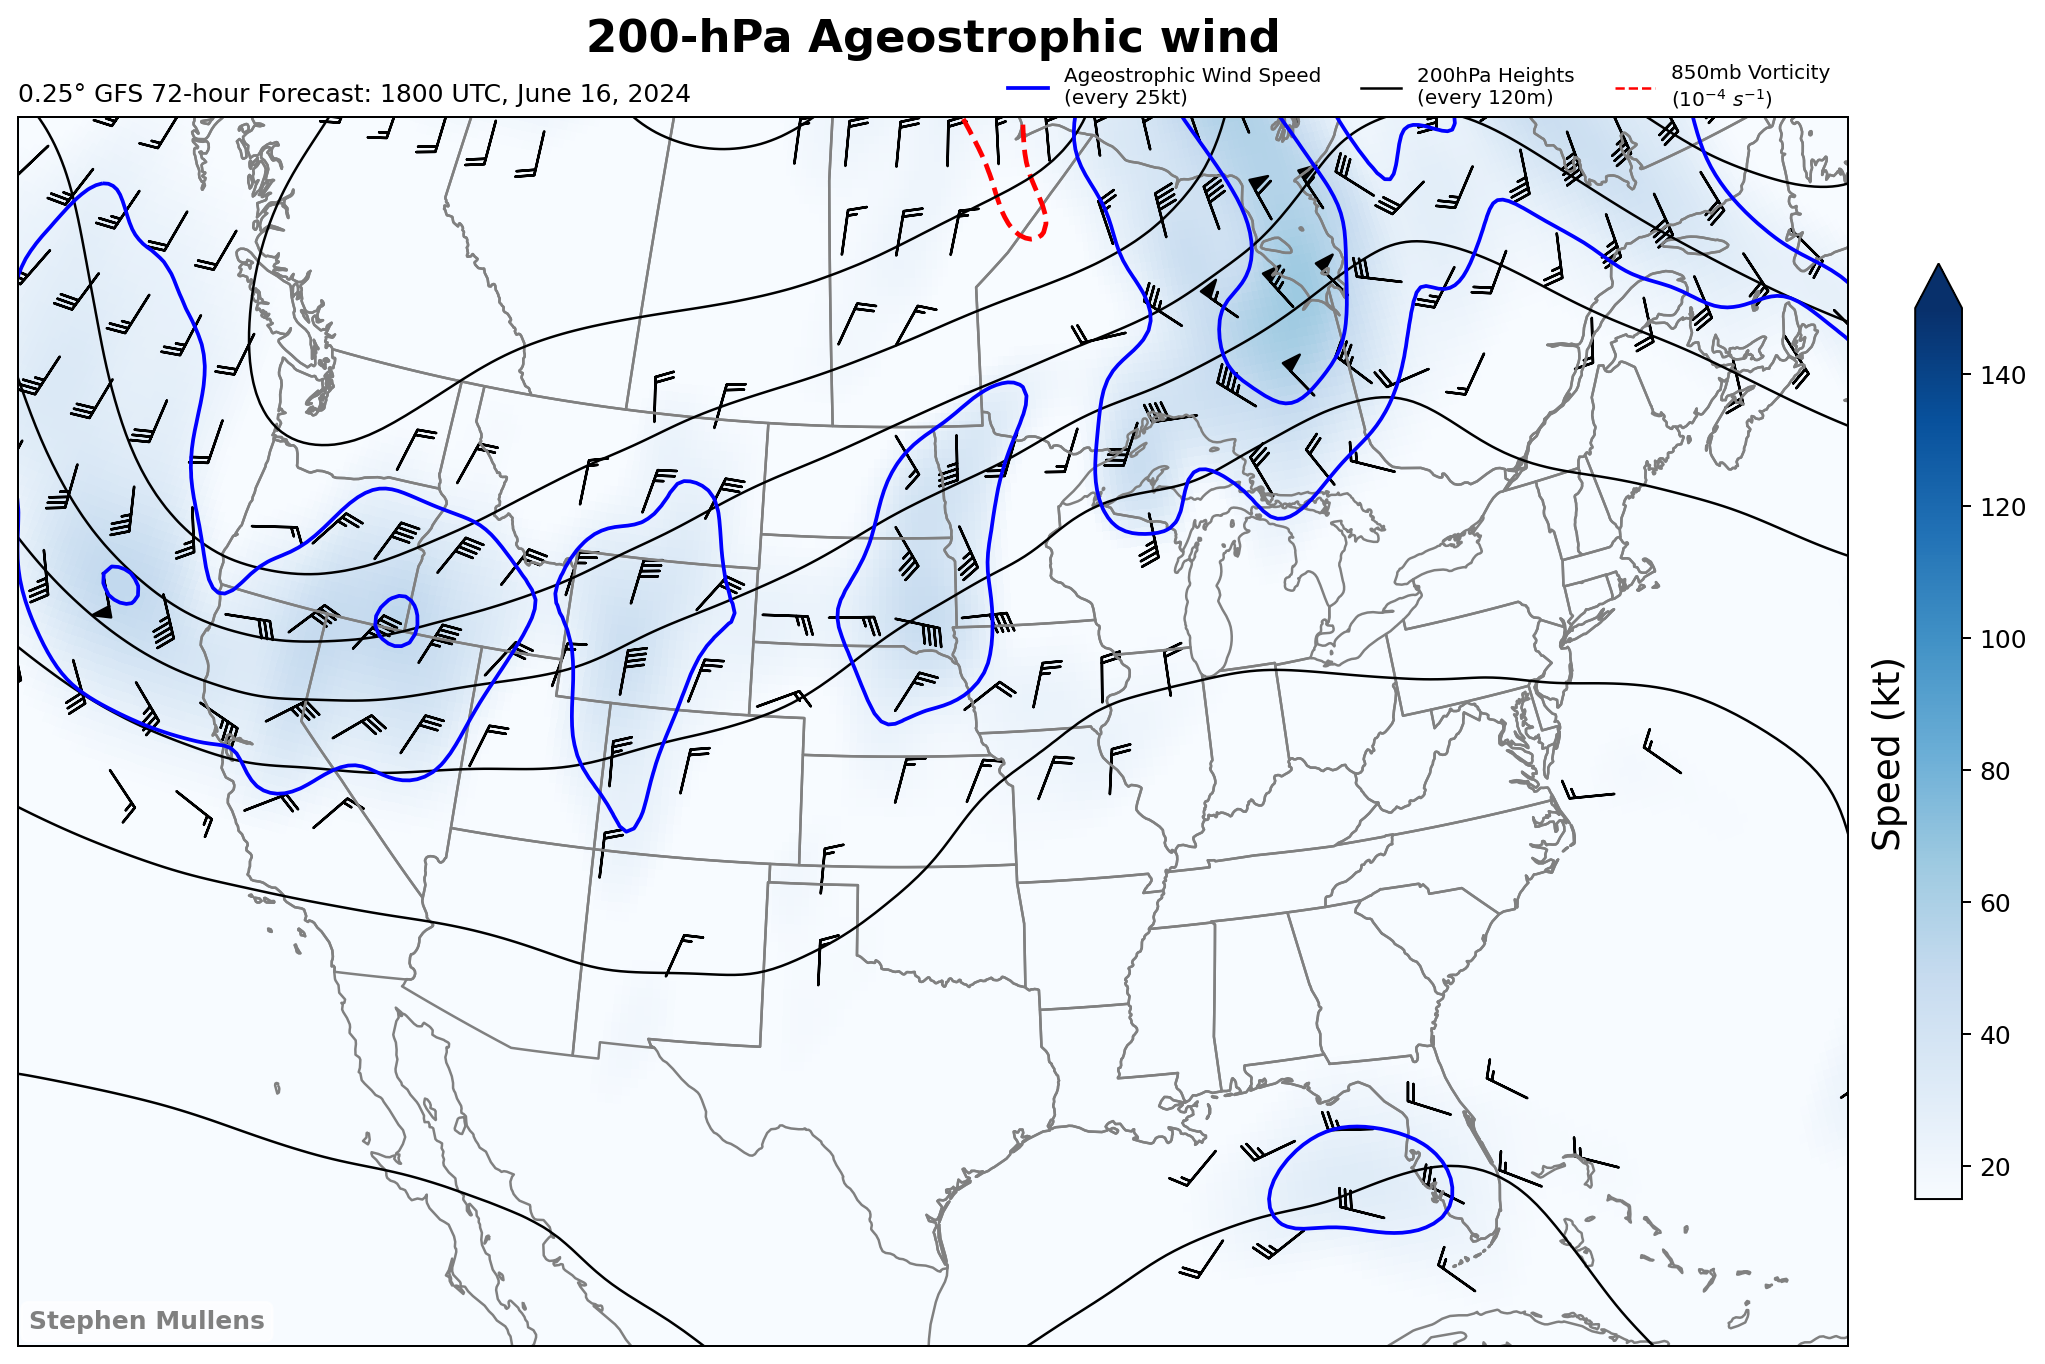 200-hPa Ageostrophic wind
0.25° GFS 72-hour Forecast: 1800 UTC, June 16, 2024
Ageostrophic Wind Speed
(every 25kt)
200hPa Heights
(every 120m)
850mb Vorticity
(10⁻⁴ s⁻¹)
140
120
100
80
60
40
20
Speed (kt)
Stephen Mullens